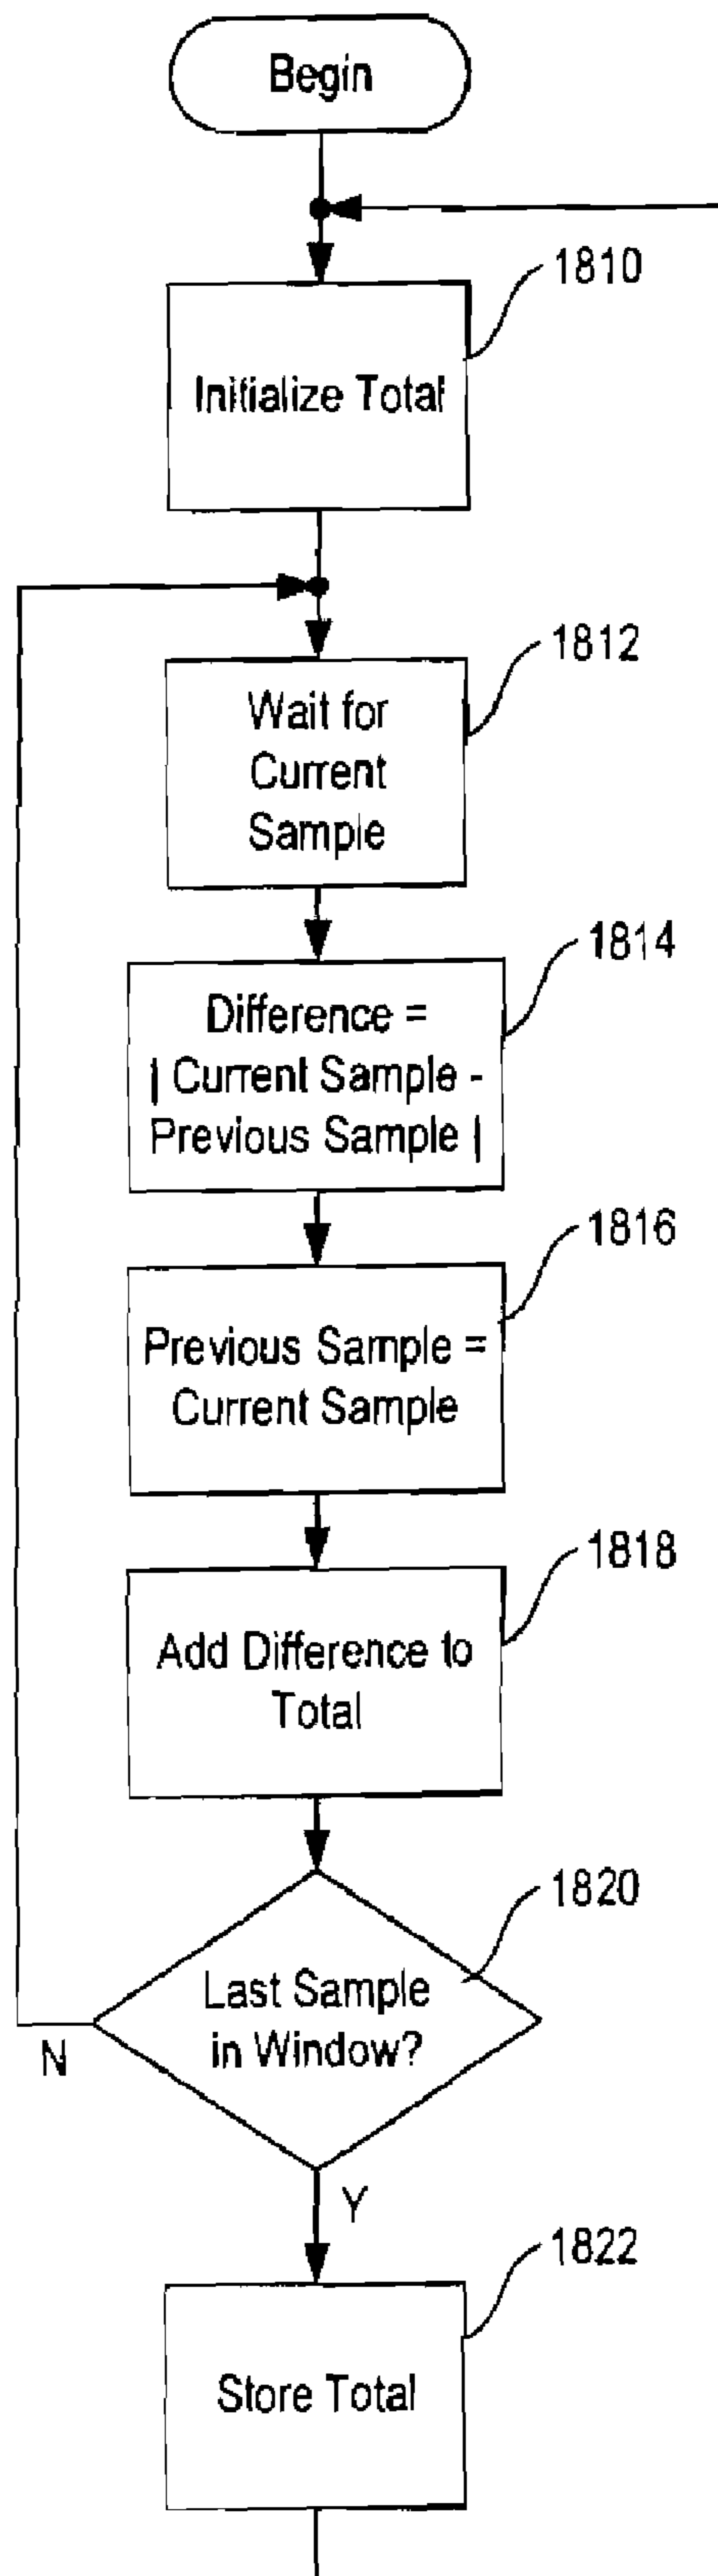 Begin
1810
Initialize Total
1812
Wait for
Current
Sample
1814
Difference =
| Current Sample -
Previous Sample |
1816
Previous Sample =
Current Sample
1818
Add Difference to
Total
1820
Last Sample
in Window?
N
Y
1822
Store Total